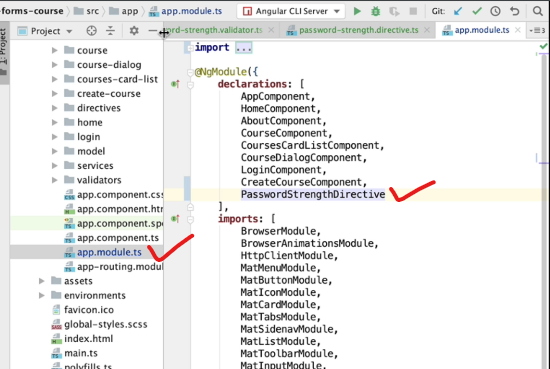 -forms-course
src
app
app.module.ts
Angular CLI Server
Git:
1: Project
Project
rd-strength.validator.ts
password-strength.directive.ts
app.module.ts
course
course-dialog
courses-card-list
create-course
directives
home
login
model
services
validators
app.component.css
app.component.htm
app.component.spe
app.component.ts
app.module.ts
app-routing.modul
assets
environments
favicon.ico
global-styles.scss
index.html
main.ts
polyfills.ts
import ...
@NgModule({
declarations: [
AppComponent,
HomeComponent,
AboutComponent,
CourseComponent,
CoursesCardListComponent,
CourseDialogComponent,
LoginComponent,
CreateCourseComponent,
PasswordStrengthDirective
],
imports: [
BrowserModule,
BrowserAnimationsModule,
HttpClientModule,
MatMenuModule,
MatButtonModule,
MatIconModule,
MatCardModule,
MatTabsModule,
MatSidenavModule,
MatListModule,
MatToolbarModule,
MatInputModule,